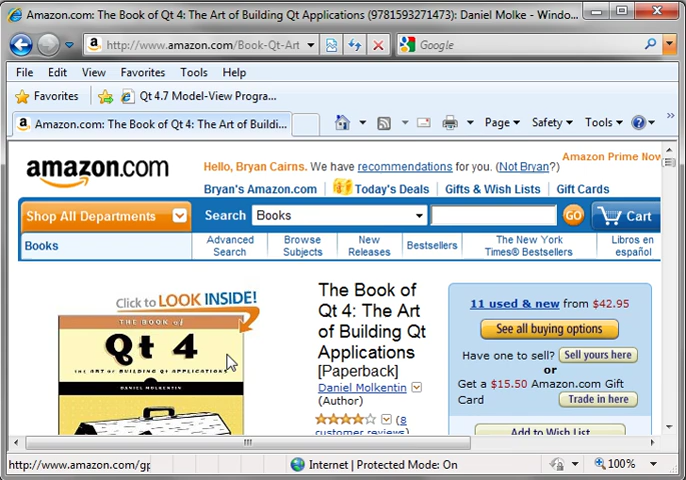 Amazon.com: The Book of Qt 4: The Art of Building Qt Applications (9781593271473): Daniel Molke - Windo...
http://www.amazon.com/Book-Qt-Art
Google
File Edit View Favorites Tools Help
Favorites Qt 4.7 Model-View Progra...
Amazon.com: The Book of Qt 4: The Art of Buildi...
Page Safety Tools
amazon.com
Amazon Prime Now
Hello, Bryan Cairns. We have recommendations for you. (Not Bryan?)
Bryan's Amazon.com Today's Deals Gifts & Wish Lists Gift Cards
Shop All Departments Search Books GO Cart
Books
Advanced Search
Browse Subjects
New Releases
Bestsellers
The New York Times® Bestsellers
Libros en español
Click to LOOK INSIDE!
THE BOOK of
Qt 4
THE ART OF BUILDING QT APPLICATIONS
DANIEL MOLKENTIN
The Book of
Qt 4: The Art
of Building Qt
Applications
[Paperback]
Daniel Molkentin
(Author)
(8
customer reviews)
11 used & new from $42.95
See all buying options
Have one to sell? Sell yours here
or
Get a $15.50 Amazon.com Gift
Card Trade in here
Add to Wish List
http://www.amazon.com/gp
Internet | Protected Mode: On
100%